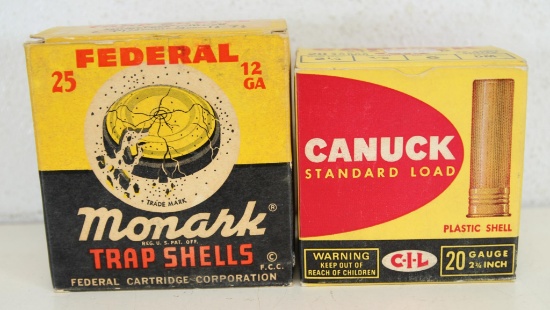 FEDERAL
25 12 GA
TRADE MARK
Monark®
REG. U.S. PAT. OFF.
TRAP SHELLS
© F.C.C.
FEDERAL CARTRIDGE CORPORATION
CANUCK
STANDARD LOAD
PLASTIC SHELL
WARNING
KEEP OUT OF
REACH OF CHILDREN
C-I-L
20 GAUGE
2¾ INCH